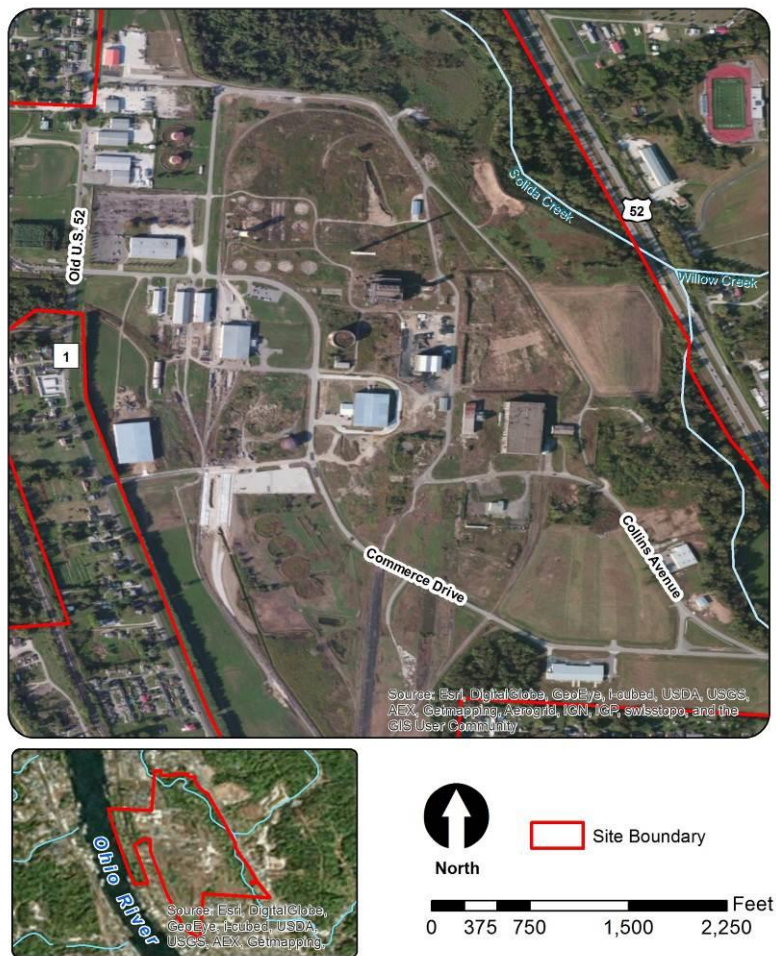 Solida Creek
52
Old U.S. 52
Willow Creek
1
Collins Avenue
Commerce Drive
Source: Esri, DigitalGlobe, GeoEye, i-cubed, USDA, USGS,
AEX, Getmapping, Aerogrid, IGN, IGP, swisstopo, and the
GIS User Community
Ohio River
Source: Esri, DigitalGlobe,
GeoEye, i-cubed, USDA,
USGS, AEX, Getmapping,
North
Site Boundary
Feet
0 375 750 1,500 2,250